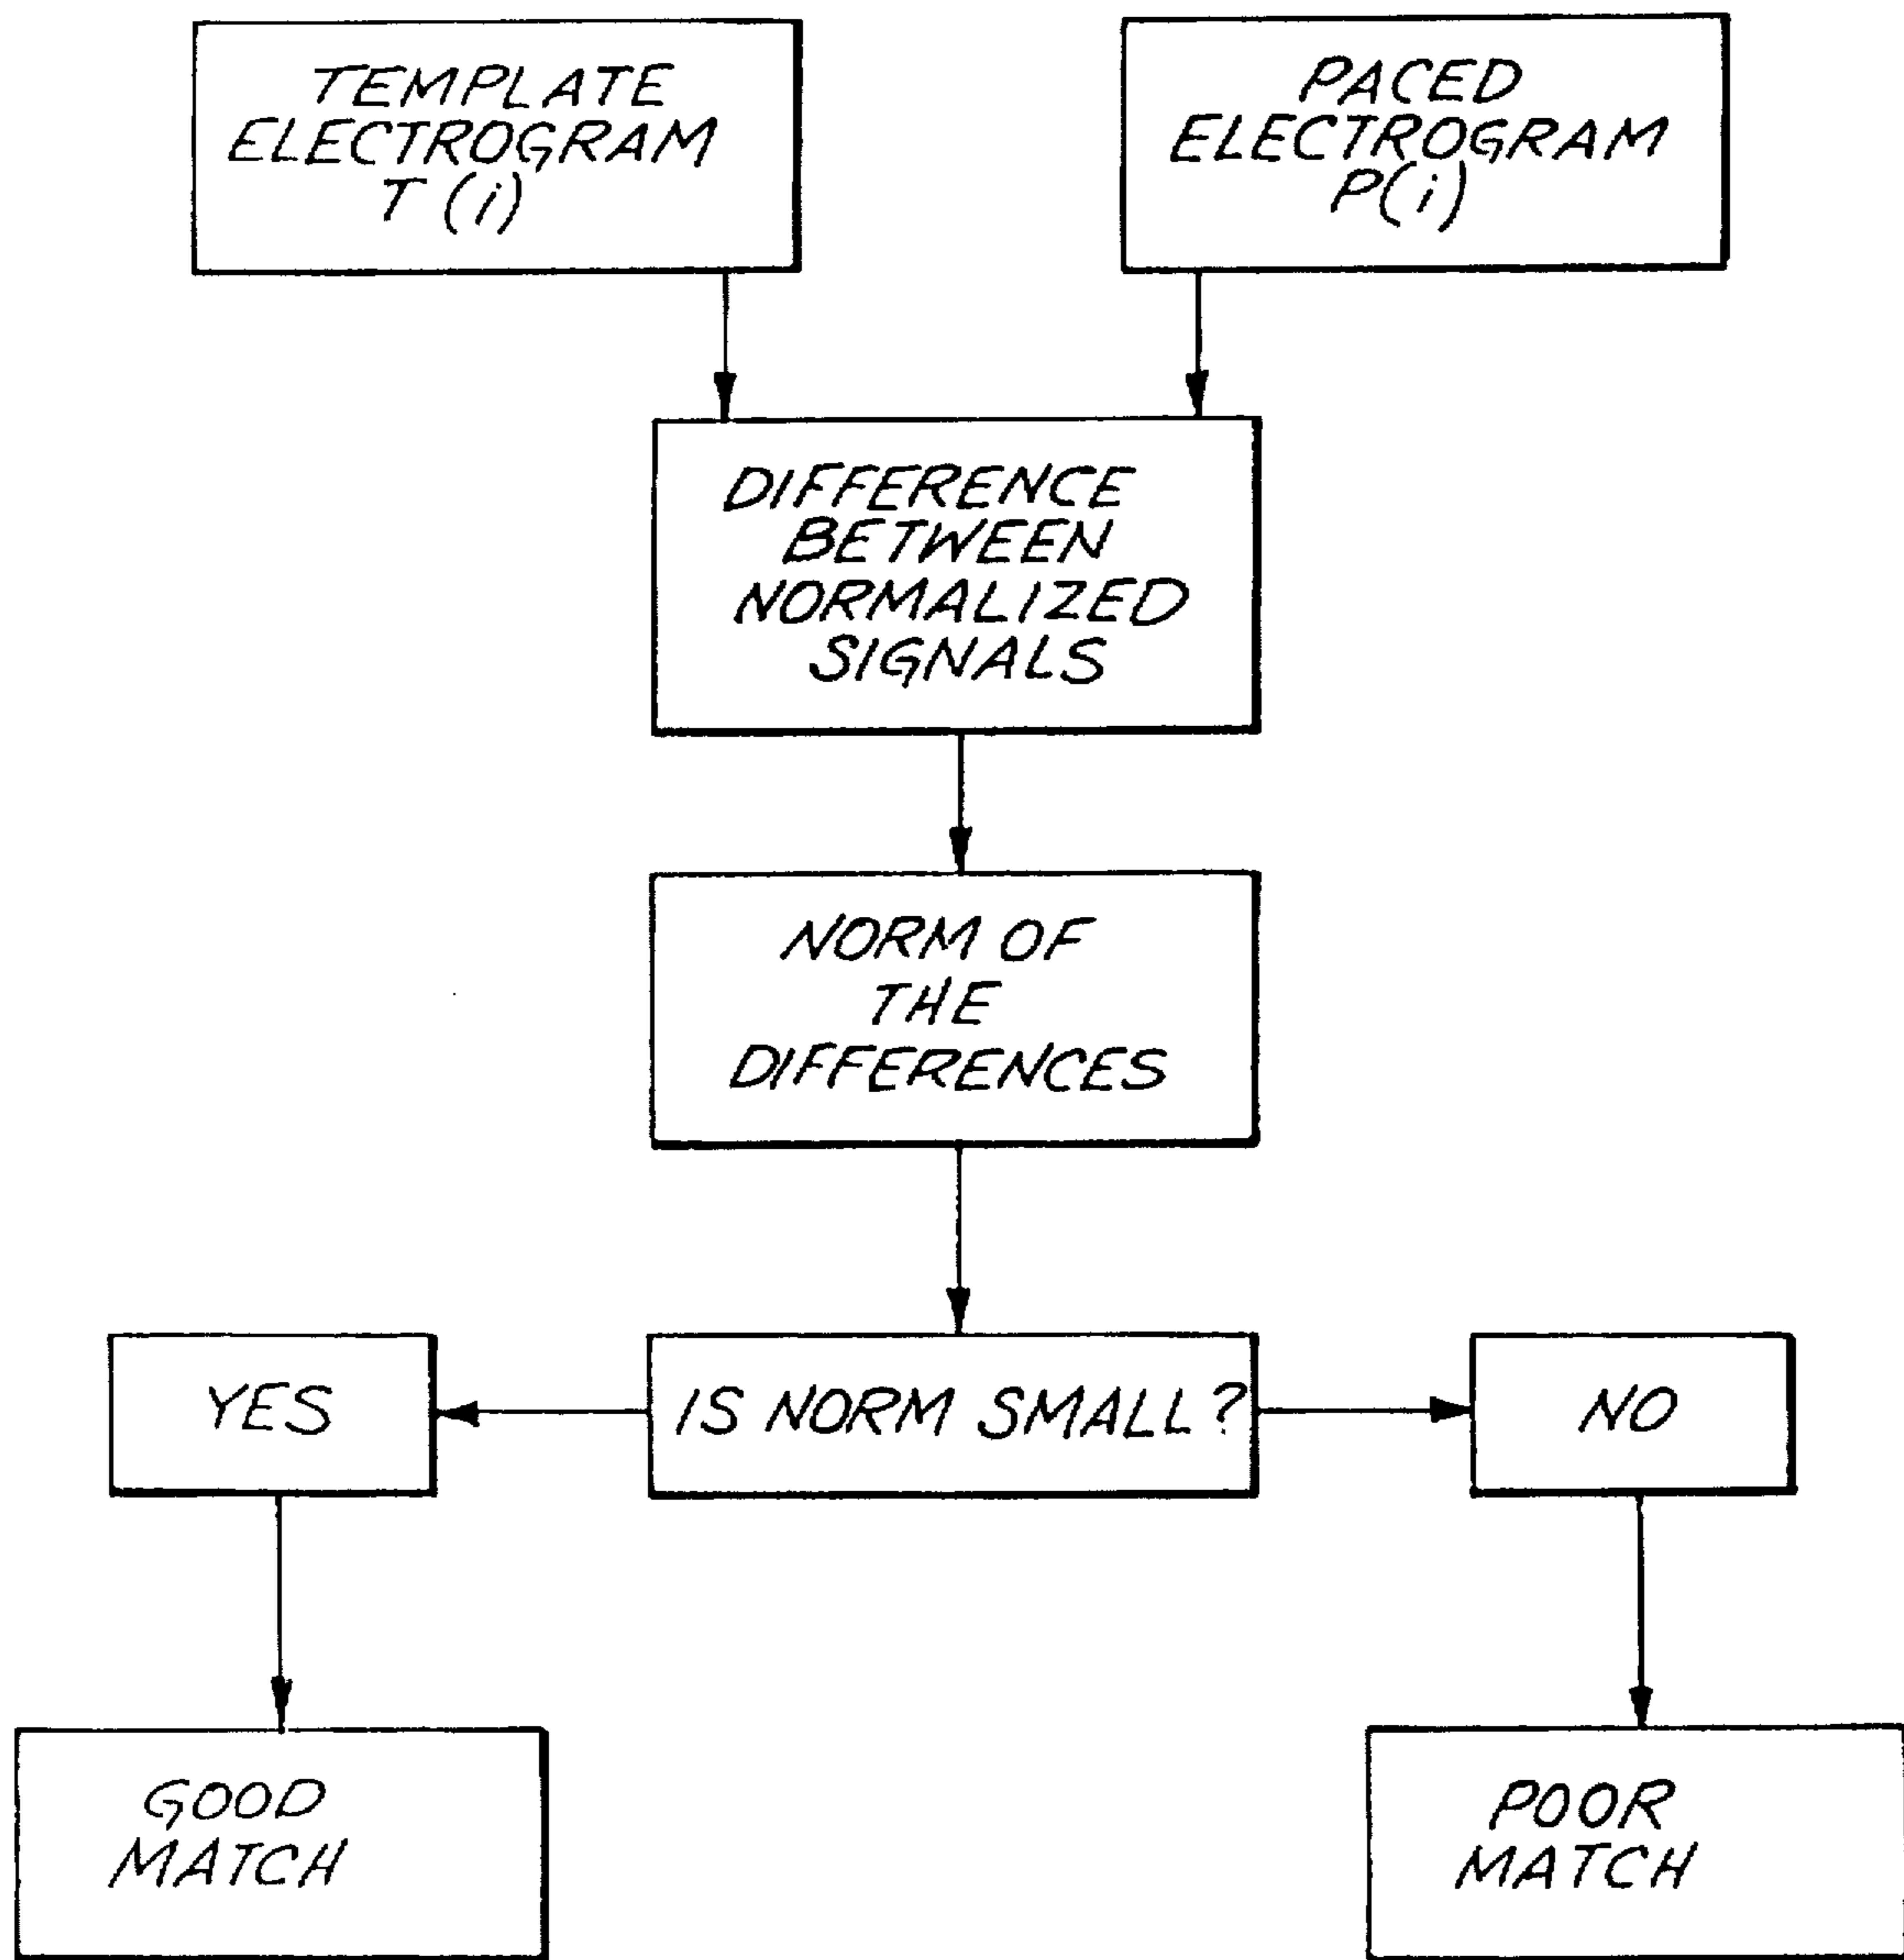 TEMPLATE
ELECTROGRAM
T (i)
PACED
ELECTROGRAM
P(i)
DIFFERENCE
BETWEEN
NORMALIZED
SIGNALS
NORM OF
THE
DIFFERENCES
YES
IS NORM SMALL?
NO
GOOD
MATCH
POOR
MATCH